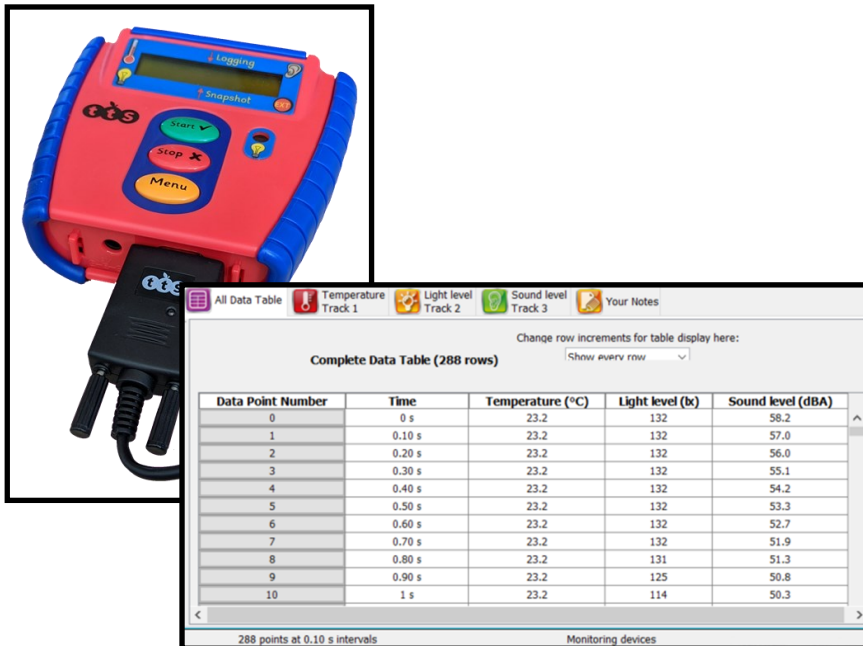 Logging
Snapshot
EXT
tts
Start ✓
Stop ✗
Menu
tts
All Data Table
Temperature
Track 1
Light level
Track 2
Sound level
Track 3
Your Notes
Change row increments for table display here:
Complete Data Table (288 rows)
Show every row
Data Point Number Time Temperature (°C) Light level (lx) Sound level (dBA)
0 0 s 23.2 132 58.2
1 0.10 s 23.2 132 57.0
2 0.20 s 23.2 132 56.0
3 0.30 s 23.2 132 55.1
4 0.40 s 23.2 132 54.2
5 0.50 s 23.2 132 53.3
6 0.60 s 23.2 132 52.7
7 0.70 s 23.2 132 51.9
8 0.80 s 23.2 131 51.3
9 0.90 s 23.2 125 50.8
10 1 s 23.2 114 50.3
288 points at 0.10 s intervals Monitoring devices